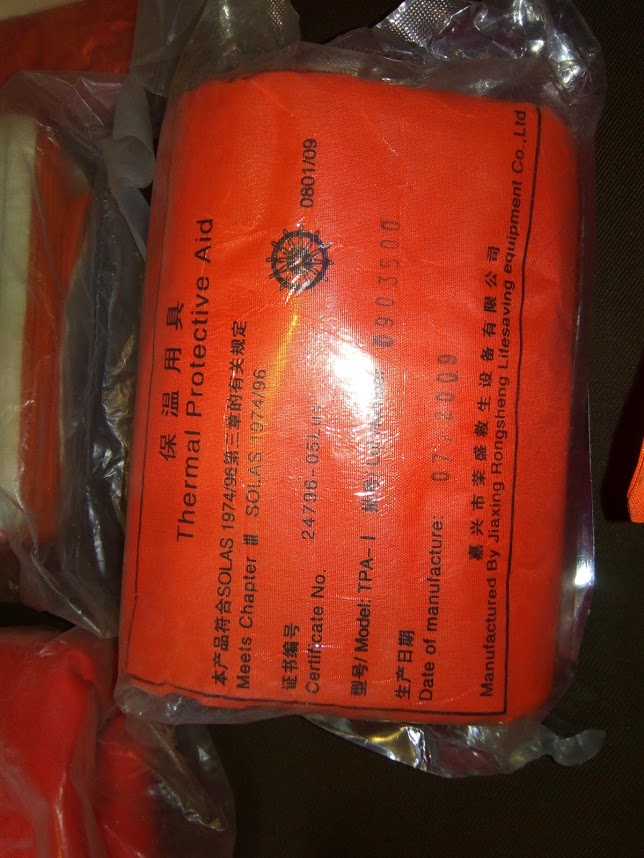 保温用具
Thermal Protective Aid
本产品符合SOLAS 1974/96第三章的有关规定
Meets Chapter Ⅲ SOLAS 1974/96
0801/09
证书编号
Certificate No. 24796-05
型号/ Model: TPA-Ⅰ 批号/ 0903500
生产日期
Date of manufacture: 07/2009
嘉兴市荣盛救生设备有限公司
Manufactured By Jiaxing Rongsheng Lifesaving equipment Co.,Ltd